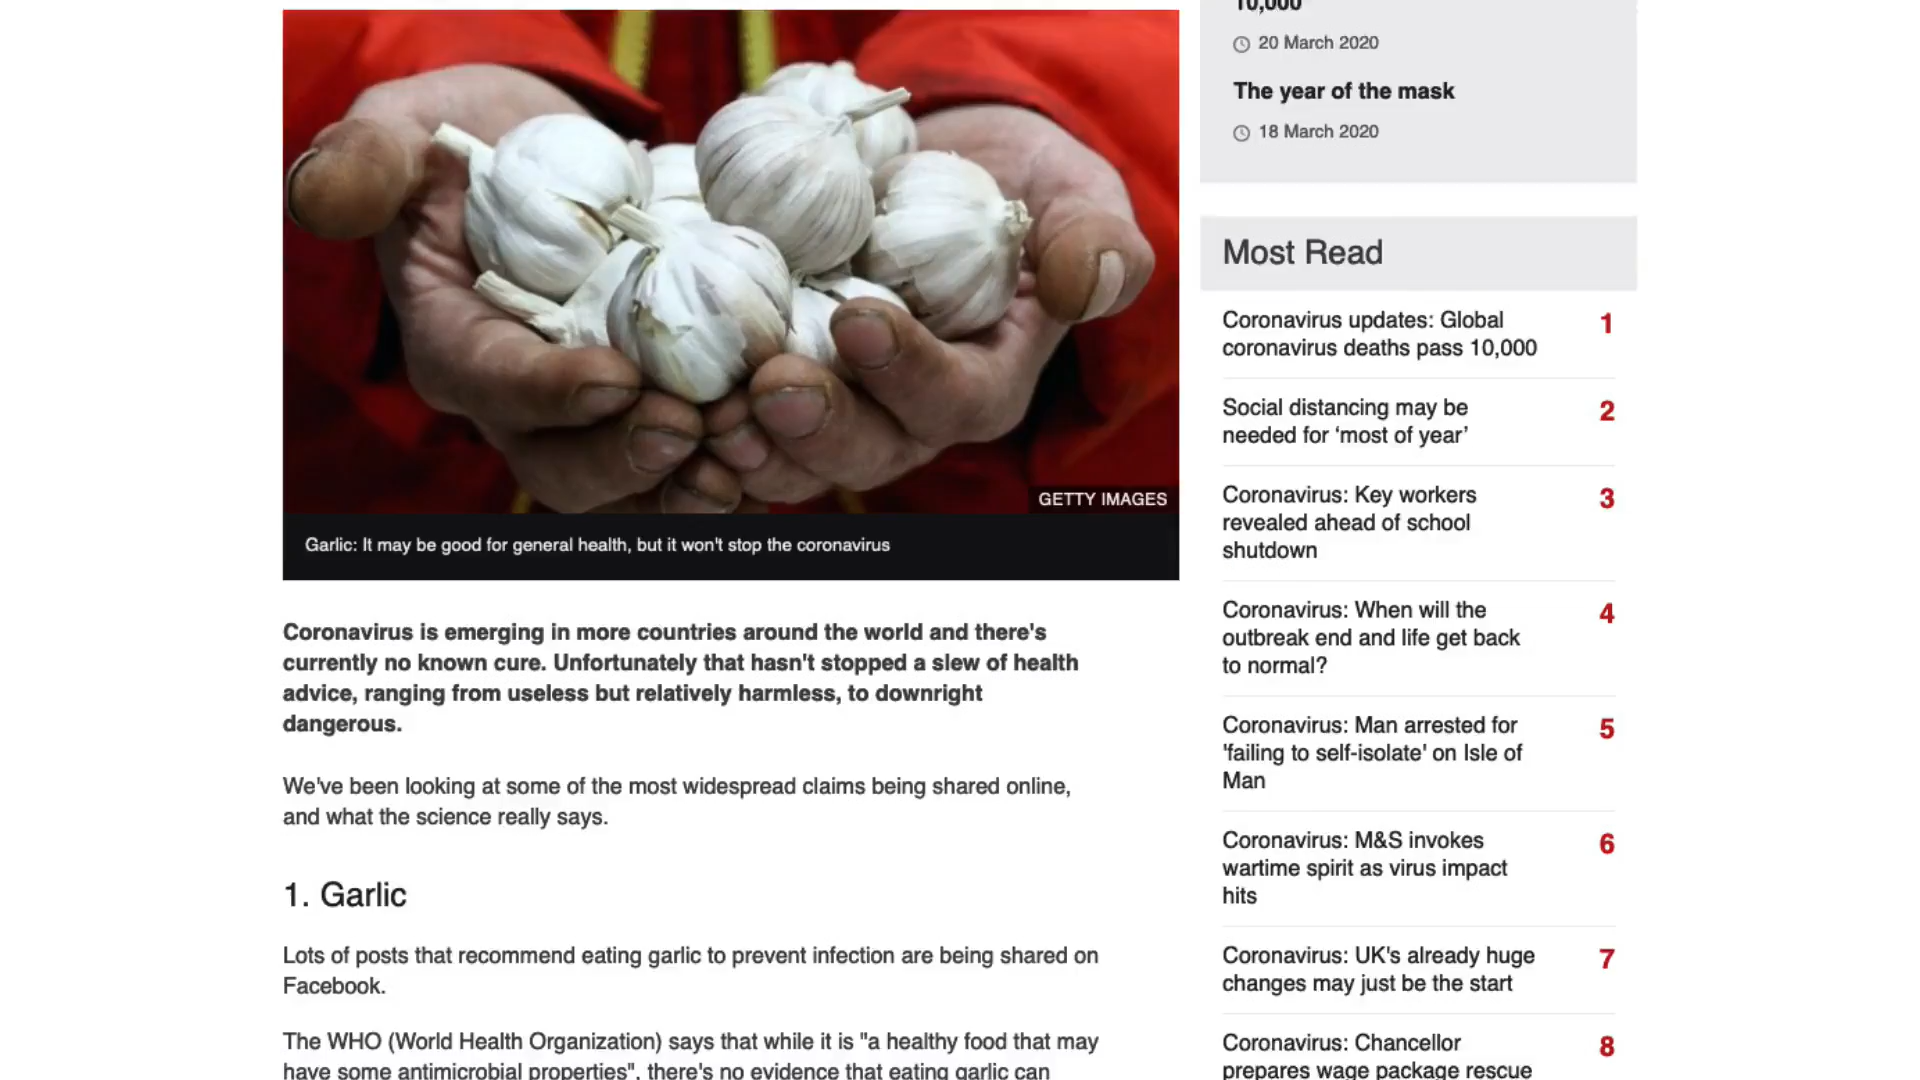 GETTY IMAGES
Garlic: It may be good for general health, but it won't stop the coronavirus
Coronavirus is emerging in more countries around the world and there's
currently no known cure. Unfortunately that hasn't stopped a slew of health
advice, ranging from useless but relatively harmless, to downright
dangerous.
We've been looking at some of the most widespread claims being shared online,
and what the science really says.
1. Garlic
Lots of posts that recommend eating garlic to prevent infection are being shared on
Facebook.
The WHO (World Health Organization) says that while it is "a healthy food that may
have some antimicrobial properties", there's no evidence that eating garlic can
10,000
20 March 2020
The year of the mask
18 March 2020
Most Read
Coronavirus updates: Global 1
coronavirus deaths pass 10,000
Social distancing may be 2
needed for ‘most of year’
Coronavirus: Key workers 3
revealed ahead of school
shutdown
Coronavirus: When will the 4
outbreak end and life get back
to normal?
Coronavirus: Man arrested for 5
'failing to self-isolate' on Isle of
Man
Coronavirus: M&S invokes 6
wartime spirit as virus impact
hits
Coronavirus: UK's already huge 7
changes may just be the start
Coronavirus: Chancellor 8
prepares wage package rescue